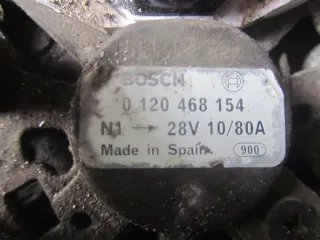 BOSCH
0 120 468 154
N1 → 28V 10/80A
Made in Spain. 900